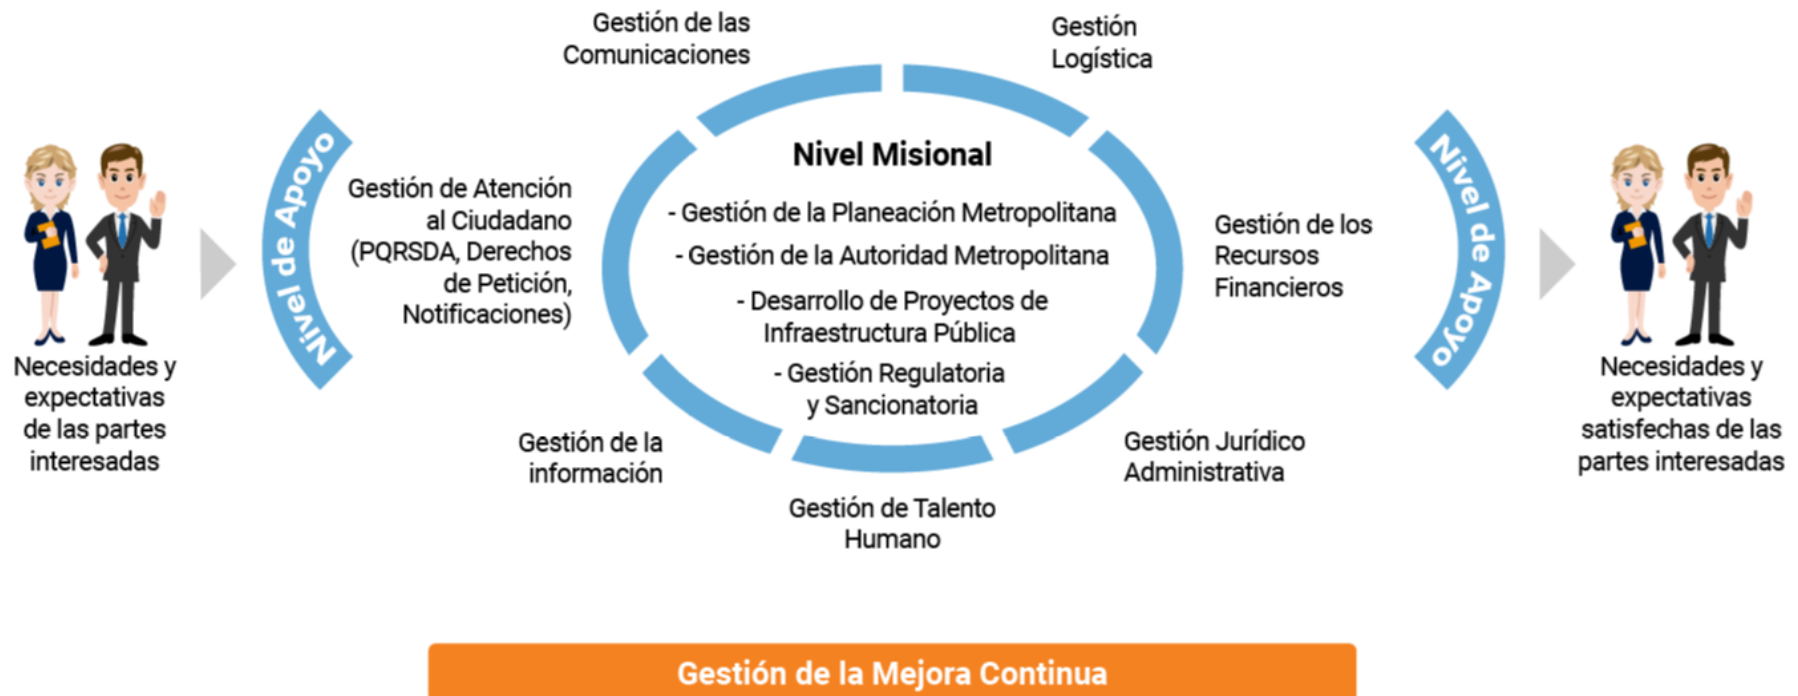 Gestión de las
Comunicaciones
Gestión
Logística
Nivel de Apoyo
Gestión de Atención
al Ciudadano
(PQRSDA, Derechos
de Petición,
Notificaciones)
Nivel Misional
- Gestión de la Planeación Metropolitana
- Gestión de la Autoridad Metropolitana
- Desarrollo de Proyectos de
Infraestructura Pública
- Gestión Regulatoria
y Sancionatoria
Gestión de los
Recursos
Financieros
Nivel de Apoyo
Necesidades y
expectativas
de las partes
interesadas
Necesidades y
expectativas
satisfechas de las
partes interesadas
Gestión de la
información
Gestión de Talento
Humano
Gestión Jurídico
Administrativa
Gestión de la Mejora Continua